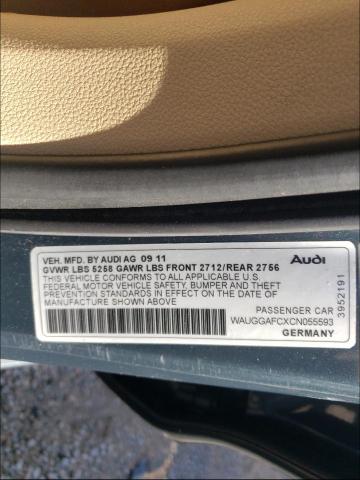 VEH. MFD. BY AUDI AG 09 11
Audi
GVWR LBS 5258 GAWR LBS FRONT 2712/REAR 2756
THIS VEHICLE CONFORMS TO ALL APPLICABLE U.S.
FEDERAL MOTOR VEHICLE SAFETY, BUMPER AND THEFT
PREVENTION STANDARDS IN EFFECT ON THE DATE OF
MANUFACTURE SHOWN ABOVE
PASSENGER CAR
WAUGGAFCXCN055593
GERMANY
3952191